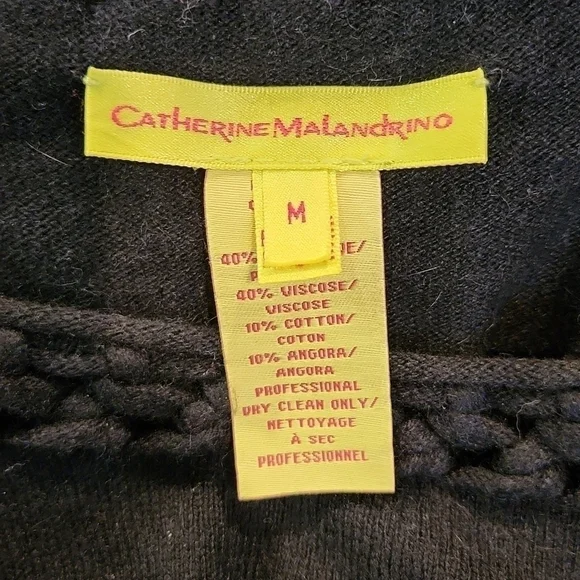 CATHERINE MALANDRINO
M
40%
40% VISCOSE/
VISCOSE
10% COTTON/
COTON
10% ANGORA/
ANGORA
PROFESSIONAL
DRY CLEAN ONLY/
NETTOYAGE
À SEC
PROFESSIONNEL